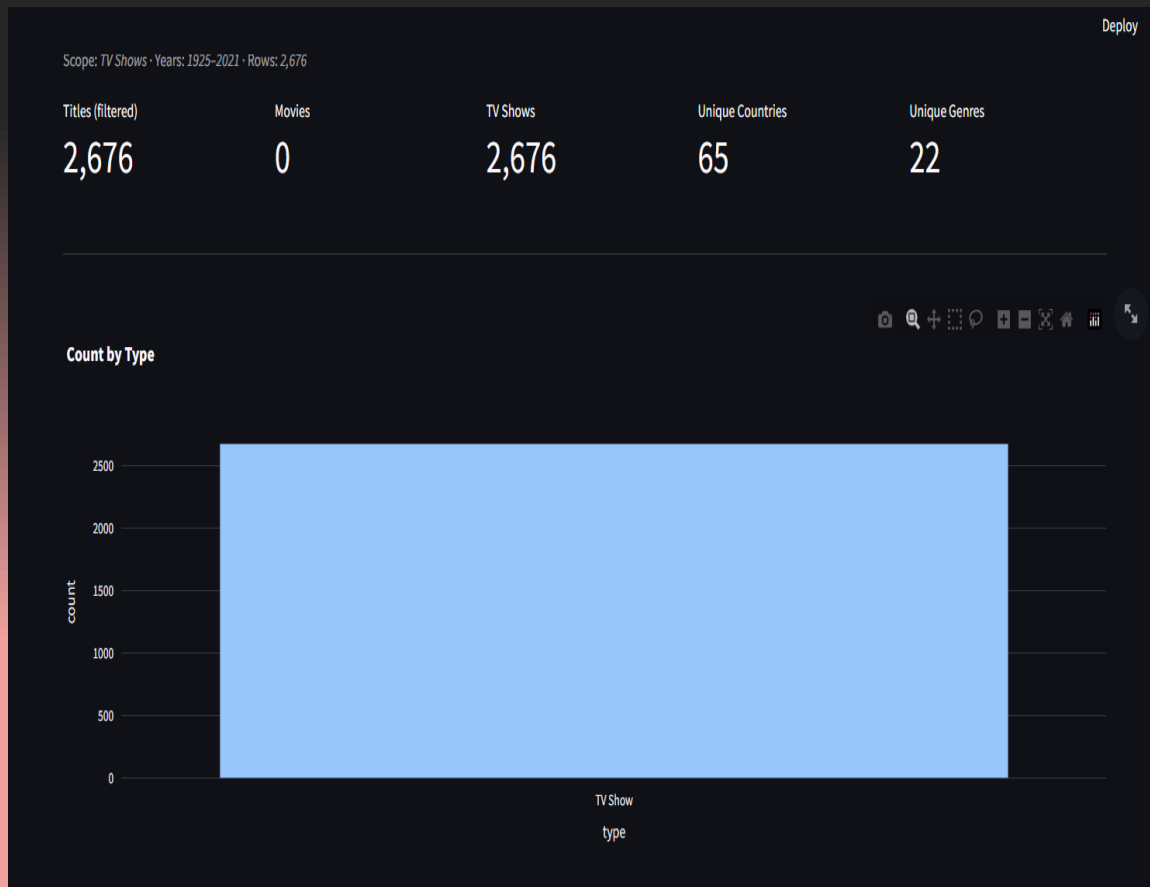 Deploy
Scope: TV Shows · Years: 1925–2021 · Rows: 2,676
Titles (filtered) Movies TV Shows Unique Countries Unique Genres
2,676 0 2,676 65 22
Count by Type
2500
2000
1500
1000
500
0
count
TV Show
type